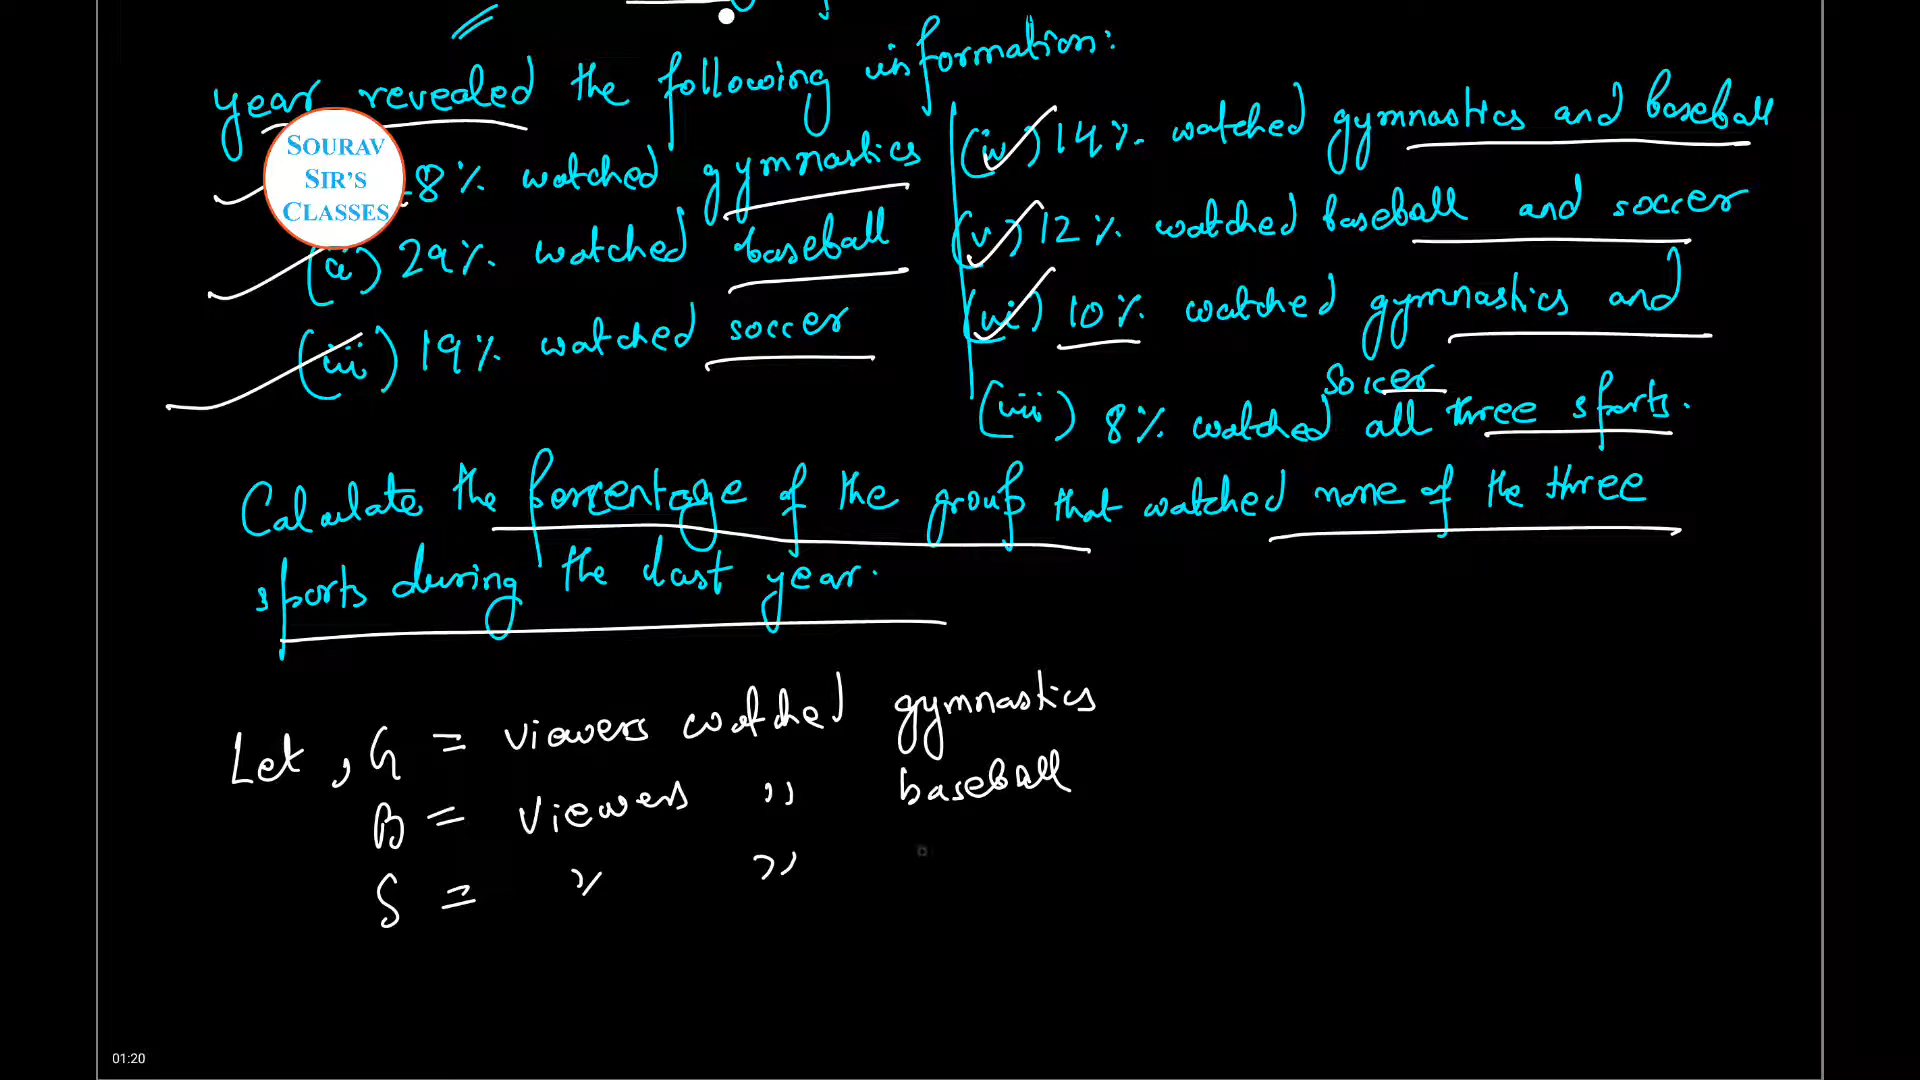 year revealed the following information:
SOURAV
SIR'S
CLASSES
8% watched gymnastics
(ii) 29% watched baseball
(iii) 19% watched soccer
(iv) 14% watched gymnastics and baseball
(v) 12% watched baseball and soccer
(vi) 10% watched gymnastics and
soccer
(vii) 8% watched all three sports.
Calculate the percentage of the group that watched none of the three
sports during the last year.
Let, G = viewers watched gymnastics
B = viewers " baseball
S = " "
01:20